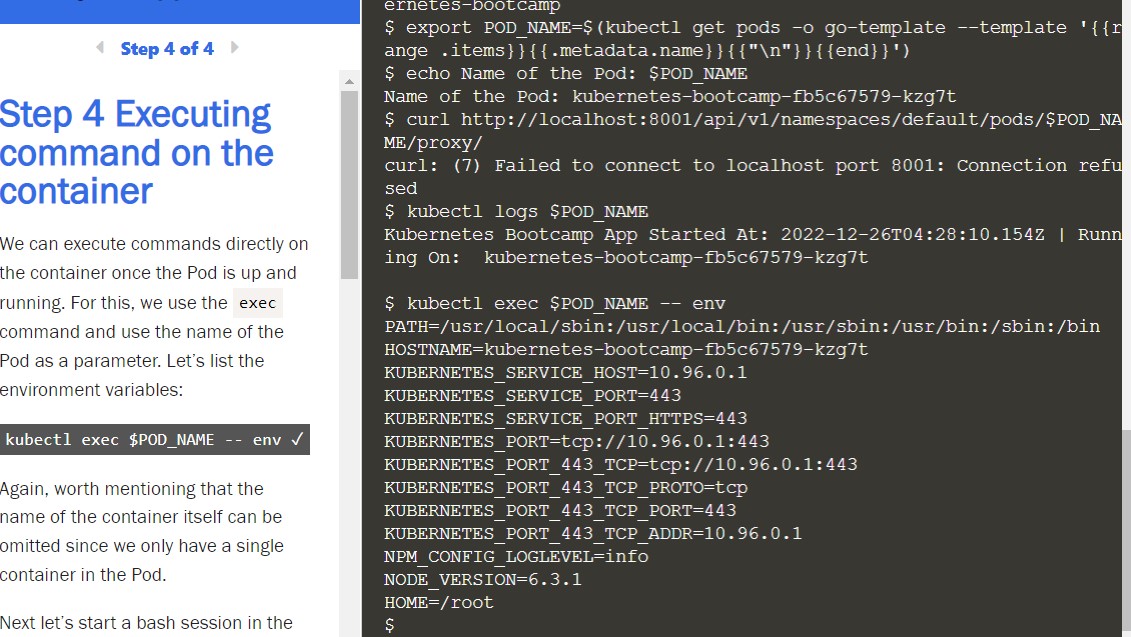 Step 4 of 4
Step 4 Executing
command on the
container
We can execute commands directly on
the container once the Pod is up and
running. For this, we use the exec
command and use the name of the
Pod as a parameter. Let's list the
environment variables:
kubectl exec $POD_NAME -- env ✓
Again, worth mentioning that the
name of the container itself can be
omitted since we only have a single
container in the Pod.
Next let's start a bash session in the
ernetes-bootcamp
$ export POD_NAME=$(kubectl get pods -o go-template --template '{{r
ange .items}}{{.metadata.name}}{{"\n"}}{{end}}')
$ echo Name of the Pod: $POD_NAME
Name of the Pod: kubernetes-bootcamp-fb5c67579-kzg7t
$ curl http://localhost:8001/api/v1/namespaces/default/pods/$POD_NA
ME/proxy/
curl: (7) Failed to connect to localhost port 8001: Connection refu
sed
$ kubectl logs $POD_NAME
Kubernetes Bootcamp App Started At: 2022-12-26T04:28:10.154Z | Runn
ing On:  kubernetes-bootcamp-fb5c67579-kzg7t
$ kubectl exec $POD_NAME -- env
PATH=/usr/local/sbin:/usr/local/bin:/usr/sbin:/usr/bin:/sbin:/bin
HOSTNAME=kubernetes-bootcamp-fb5c67579-kzg7t
KUBERNETES_SERVICE_HOST=10.96.0.1
KUBERNETES_SERVICE_PORT=443
KUBERNETES_SERVICE_PORT_HTTPS=443
KUBERNETES_PORT=tcp://10.96.0.1:443
KUBERNETES_PORT_443_TCP=tcp://10.96.0.1:443
KUBERNETES_PORT_443_TCP_PROTO=tcp
KUBERNETES_PORT_443_TCP_PORT=443
KUBERNETES_PORT_443_TCP_ADDR=10.96.0.1
NPM_CONFIG_LOGLEVEL=info
NODE_VERSION=6.3.1
HOME=/root
$